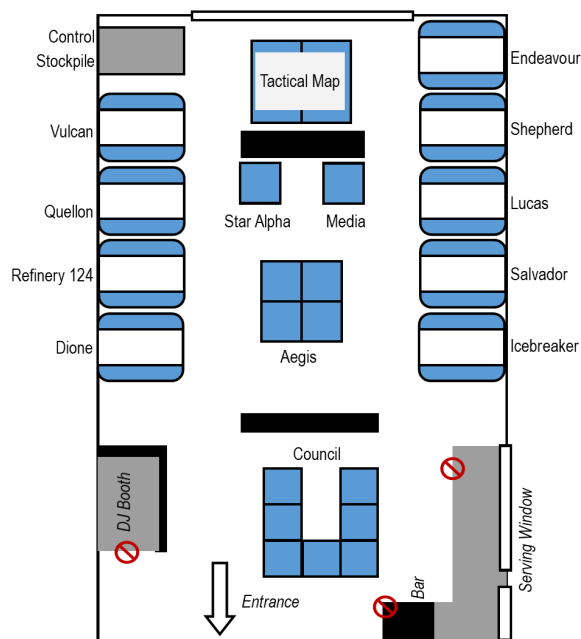 Control
Stockpile
Tactical Map
Endeavour
Vulcan
Shepherd
Quellon
Star Alpha
Media
Lucas
Refinery 124
Salvador
Dione
Aegis
Icebreaker
Council
DJ Booth
Serving Window
Bar
Entrance